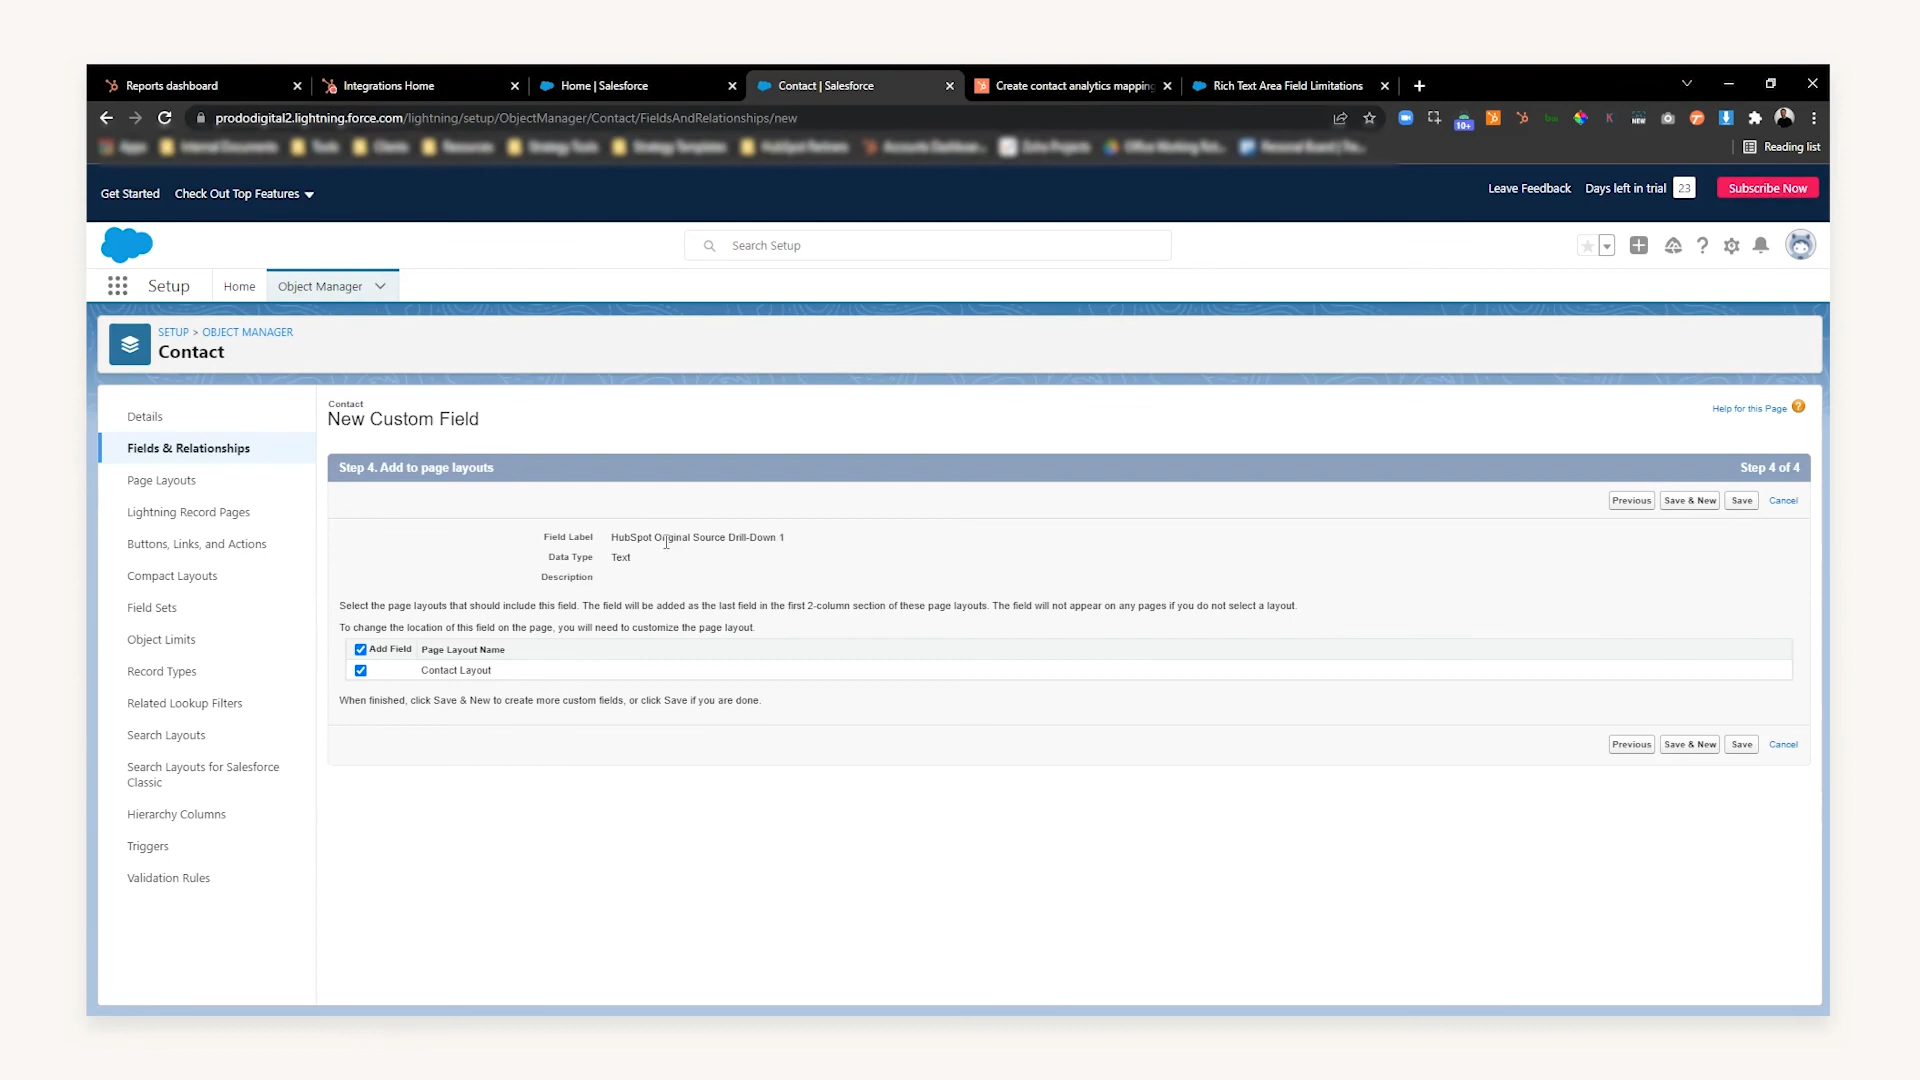 Reports dashboard
Integrations Home
Home | Salesforce
Contact | Salesforce
Create contact analytics mapping
Rich Text Area Field Limitations
prododigital2.lightning.force.com/lightning/setup/ObjectManager/Contact/FieldsAndRelationships/new
10+
NEW
Reading list
Get Started
Check Out Top Features
Leave Feedback
Days left in trial
23
Subscribe Now
Search Setup
Setup
Home
Object Manager
SETUP > OBJECT MANAGER
Contact
Details
Fields & Relationships
Page Layouts
Lightning Record Pages
Buttons, Links, and Actions
Compact Layouts
Field Sets
Object Limits
Record Types
Related Lookup Filters
Search Layouts
Search Layouts for Salesforce
Classic
Hierarchy Columns
Triggers
Validation Rules
Contact
New Custom Field
Help for this Page
Step 4. Add to page layouts
Step 4 of 4
Previous
Save & New
Save
Cancel
Field Label HubSpot Original Source Drill-Down 1
Data Type Text
Description
Select the page layouts that should include this field. The field will be added as the last field in the first 2-column section of these page layouts. The field will not appear on any pages if you do not select a layout.
To change the location of this field on the page, you will need to customize the page layout.
Add Field Page Layout Name
Contact Layout
When finished, click Save & New to create more custom fields, or click Save if you are done.
Previous
Save & New
Save
Cancel